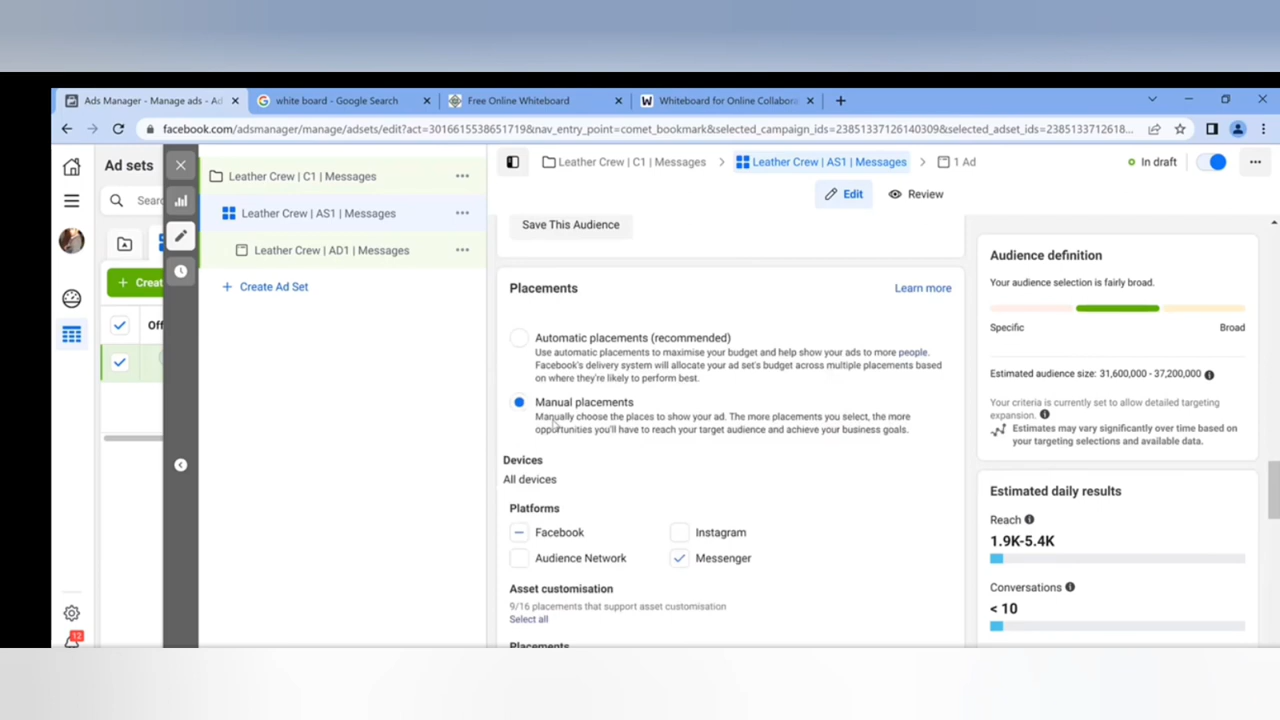 Ads Manager - Manage ads - Ad
white board - Google Search
Free Online Whiteboard
Whiteboard for Online Collabora
facebook.com/adsmanager/manage/adsets/edit?act=3016615538651719&nav_entry_point=comet_bookmark&selected_campaign_ids=23851337126140309&selected_adset_ids=2385133712618...
Ad sets
Sear
Creat
Off
12
Leather Crew | C1 | Messages
Leather Crew | AS1 | Messages
Leather Crew | AD1 | Messages
Create Ad Set
Leather Crew | C1 | Messages
Leather Crew | AS1 | Messages
1 Ad
In draft
Edit
Review
Save This Audience
Placements
Learn more
Automatic placements (recommended)
Use automatic placements to maximise your budget and help show your ads to more people.
Facebook's delivery system will allocate your ad set's budget across multiple placements based
on where they're likely to perform best.
Manual placements
Manually choose the places to show your ad. The more placements you select, the more
opportunities you'll have to reach your target audience and achieve your business goals.
Devices
All devices
Platforms
Facebook
Instagram
Audience Network
Messenger
Asset customisation
9/16 placements that support asset customisation
Select all
Placements
Audience definition
Your audience selection is fairly broad.
Specific
Broad
Estimated audience size: 31,600,000 - 37,200,000
Your criteria is currently set to allow detailed targeting
expansion.
Estimates may vary significantly over time based on
your targeting selections and available data.
Estimated daily results
Reach
1.9K-5.4K
Conversations
< 10